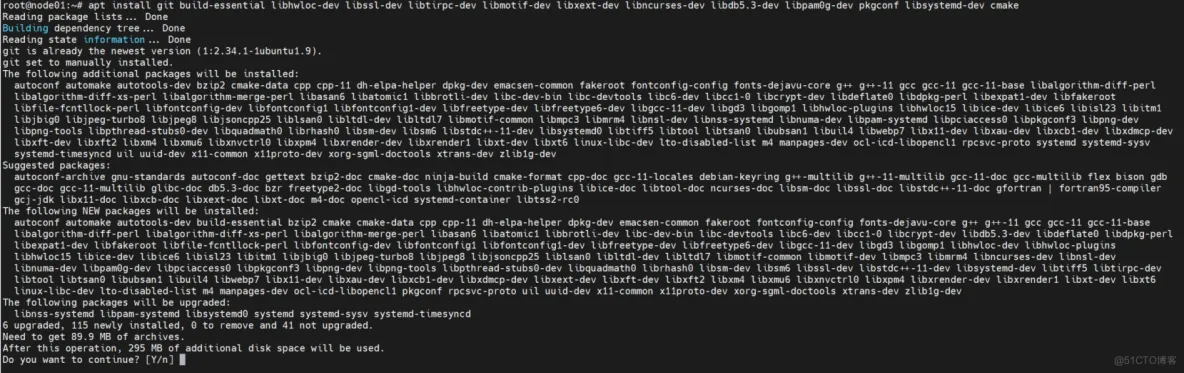 root@node01:~# apt install git build-essential libhwloc-dev libssl-dev libtirpc-dev libmotif-dev libxext-dev libncurses-dev libdb5.3-dev libpam0g-dev pkgconf libsystemd-dev cmake
Reading package lists... Done
Building dependency tree... Done
Reading state information... Done
git is already the newest version (1:2.34.1-1ubuntu1.9).
git set to manually installed.
The following additional packages will be installed:
autoconf automake autotools-dev bzip2 cmake-data cpp cpp-11 dh-elpa-helper dpkg-dev emacsen-common fakeroot fontconfig-config fonts-dejavu-core g++ g++-11 gcc gcc-11 gcc-11-base libalgorithm-diff-perl
libalgorithm-diff-xs-perl libalgorithm-merge-perl libasan6 libatomic1 libbrotli-dev libc-dev-bin libc-devtools libc6-dev libcc1-0 libcrypt-dev libdeflate0 libdpkg-perl libexpat1-dev libfakeroot
libfile-fcntllock-perl libfontconfig-dev libfontconfig1 libfontconfig1-dev libfreetype-dev libfreetype6-dev libgcc-11-dev libgd3 libgomp1 libhwloc-plugins libhwloc15 libice-dev libice6 libisl23 libitm1
libjbig0 libjpeg-turbo8 libjpeg8 libjsoncpp25 liblsan0 libltdl-dev libltdl7 libmotif-common libmpc3 libmrm4 libnsl-dev libnss-systemd libnuma-dev libpam-systemd libpciaccess0 libpkgconf3 libpng-dev
libpng-tools libpthread-stubs0-dev libquadmath0 librhash0 libsm-dev libsm6 libstdc++-11-dev libsystemd0 libtiff5 libtool libtsan0 libubsan1 libuil4 libwebp7 libx11-dev libxau-dev libxcb1-dev libxdmcp-dev
libxft-dev libxft2 libxm4 libxmu6 libxnvctrl0 libxpm4 libxrender-dev libxrender1 libxt-dev libxt6 linux-libc-dev lto-disabled-list m4 manpages-dev ocl-icd-libopencl1 rpcsvc-proto systemd systemd-sysv
systemd-timesyncd uil uuid-dev x11-common x11proto-dev xorg-sgml-doctools xtrans-dev zlib1g-dev
Suggested packages:
autoconf-archive gnu-standards autoconf-doc gettext bzip2-doc cmake-doc ninja-build cmake-format cpp-doc gcc-11-locales debian-keyring g++-multilib g++-11-multilib gcc-11-doc gcc-multilib flex bison gdb
gcc-doc gcc-11-multilib glibc-doc db5.3-doc bzr freetype2-doc libgd-tools libhwloc-contrib-plugins libice-doc libtool-doc ncurses-doc libsm-doc libssl-doc libstdc++-11-doc gfortran | fortran95-compiler
gcj-jdk libx11-doc libxcb-doc libxext-doc libxt-doc m4-doc opencl-icd systemd-container libtss2-rc0
The following NEW packages will be installed:
autoconf automake autotools-dev build-essential bzip2 cmake cmake-data cpp cpp-11 dh-elpa-helper dpkg-dev emacsen-common fakeroot fontconfig-config fonts-dejavu-core g++ g++-11 gcc gcc-11 gcc-11-base
libalgorithm-diff-perl libalgorithm-diff-xs-perl libalgorithm-merge-perl libasan6 libatomic1 libbrotli-dev libc-dev-bin libc-devtools libc6-dev libcc1-0 libcrypt-dev libdb5.3-dev libdeflate0 libdpkg-perl
libexpat1-dev libfakeroot libfile-fcntllock-perl libfontconfig-dev libfontconfig1 libfontconfig1-dev libfreetype-dev libfreetype6-dev libgcc-11-dev libgd3 libgomp1 libhwloc-dev libhwloc-plugins
libhwloc15 libice-dev libice6 libisl23 libitm1 libjbig0 libjpeg-turbo8 libjpeg8 libjsoncpp25 liblsan0 libltdl-dev libltdl7 libmotif-common libmotif-dev libmpc3 libmrm4 libncurses-dev libnsl-dev
libnuma-dev libpam0g-dev libpciaccess0 libpkgconf3 libpng-dev libpng-tools libpthread-stubs0-dev libquadmath0 librhash0 libsm-dev libsm6 libssl-dev libstdc++-11-dev libsystemd-dev libtiff5 libtirpc-dev
libtool libtsan0 libubsan1 libuil4 libwebp7 libx11-dev libxau-dev libxcb1-dev libxdmcp-dev libxext-dev libxft-dev libxft2 libxm4 libxmu6 libxnvctrl0 libxpm4 libxrender-dev libxrender1 libxt-dev libxt6
linux-libc-dev lto-disabled-list m4 manpages-dev ocl-icd-libopencl1 pkgconf rpcsvc-proto uil uuid-dev x11-common x11proto-dev xorg-sgml-doctools xtrans-dev zlib1g-dev
The following packages will be upgraded:
libnss-systemd libpam-systemd libsystemd0 systemd systemd-sysv systemd-timesyncd
6 upgraded, 115 newly installed, 0 to remove and 41 not upgraded.
Need to get 89.9 MB of archives.
After this operation, 295 MB of additional disk space will be used.
Do you want to continue? [Y/n]
@51CTO博客